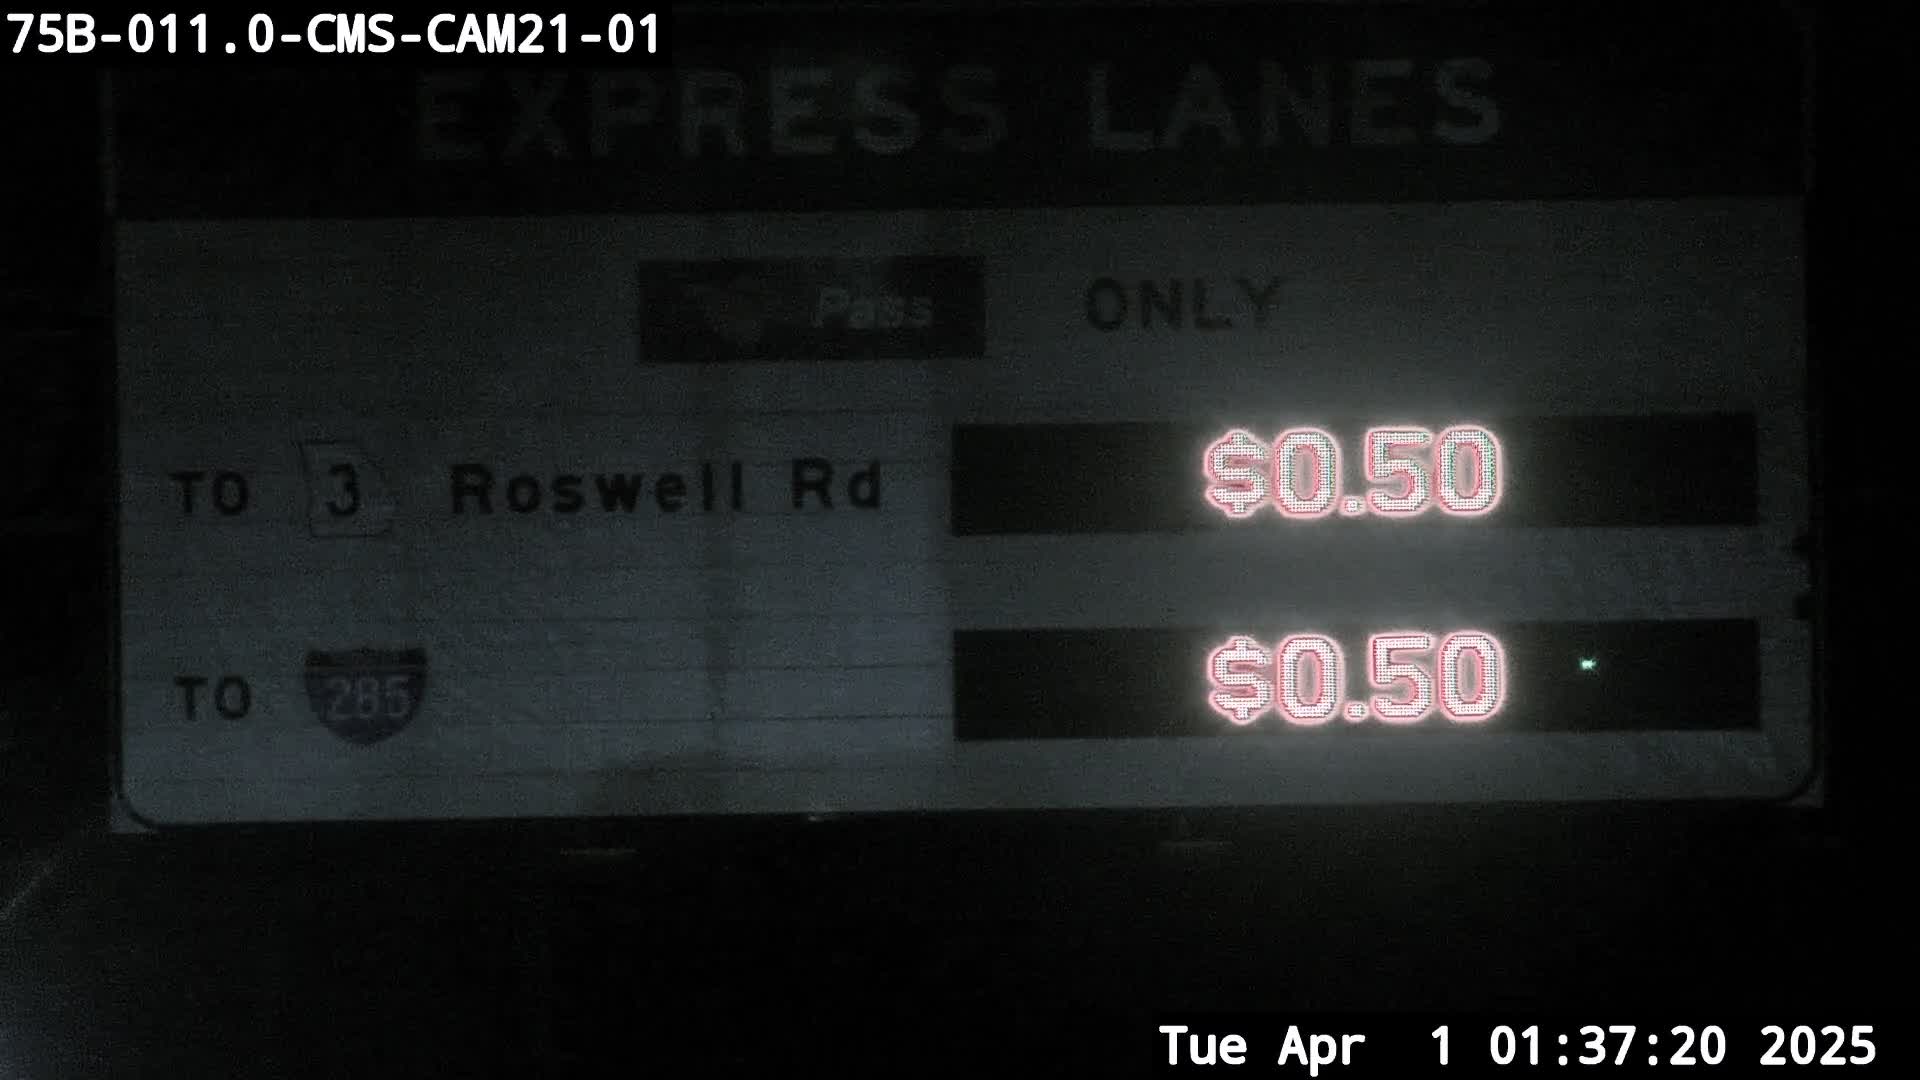 75B-011.0-CMS-CAM21-01
EXPRESS LANES
Pass ONLY
TO 3 Roswell Rd $0.50
TO 285 $0.50
Tue Apr 1 01:37:20 2025